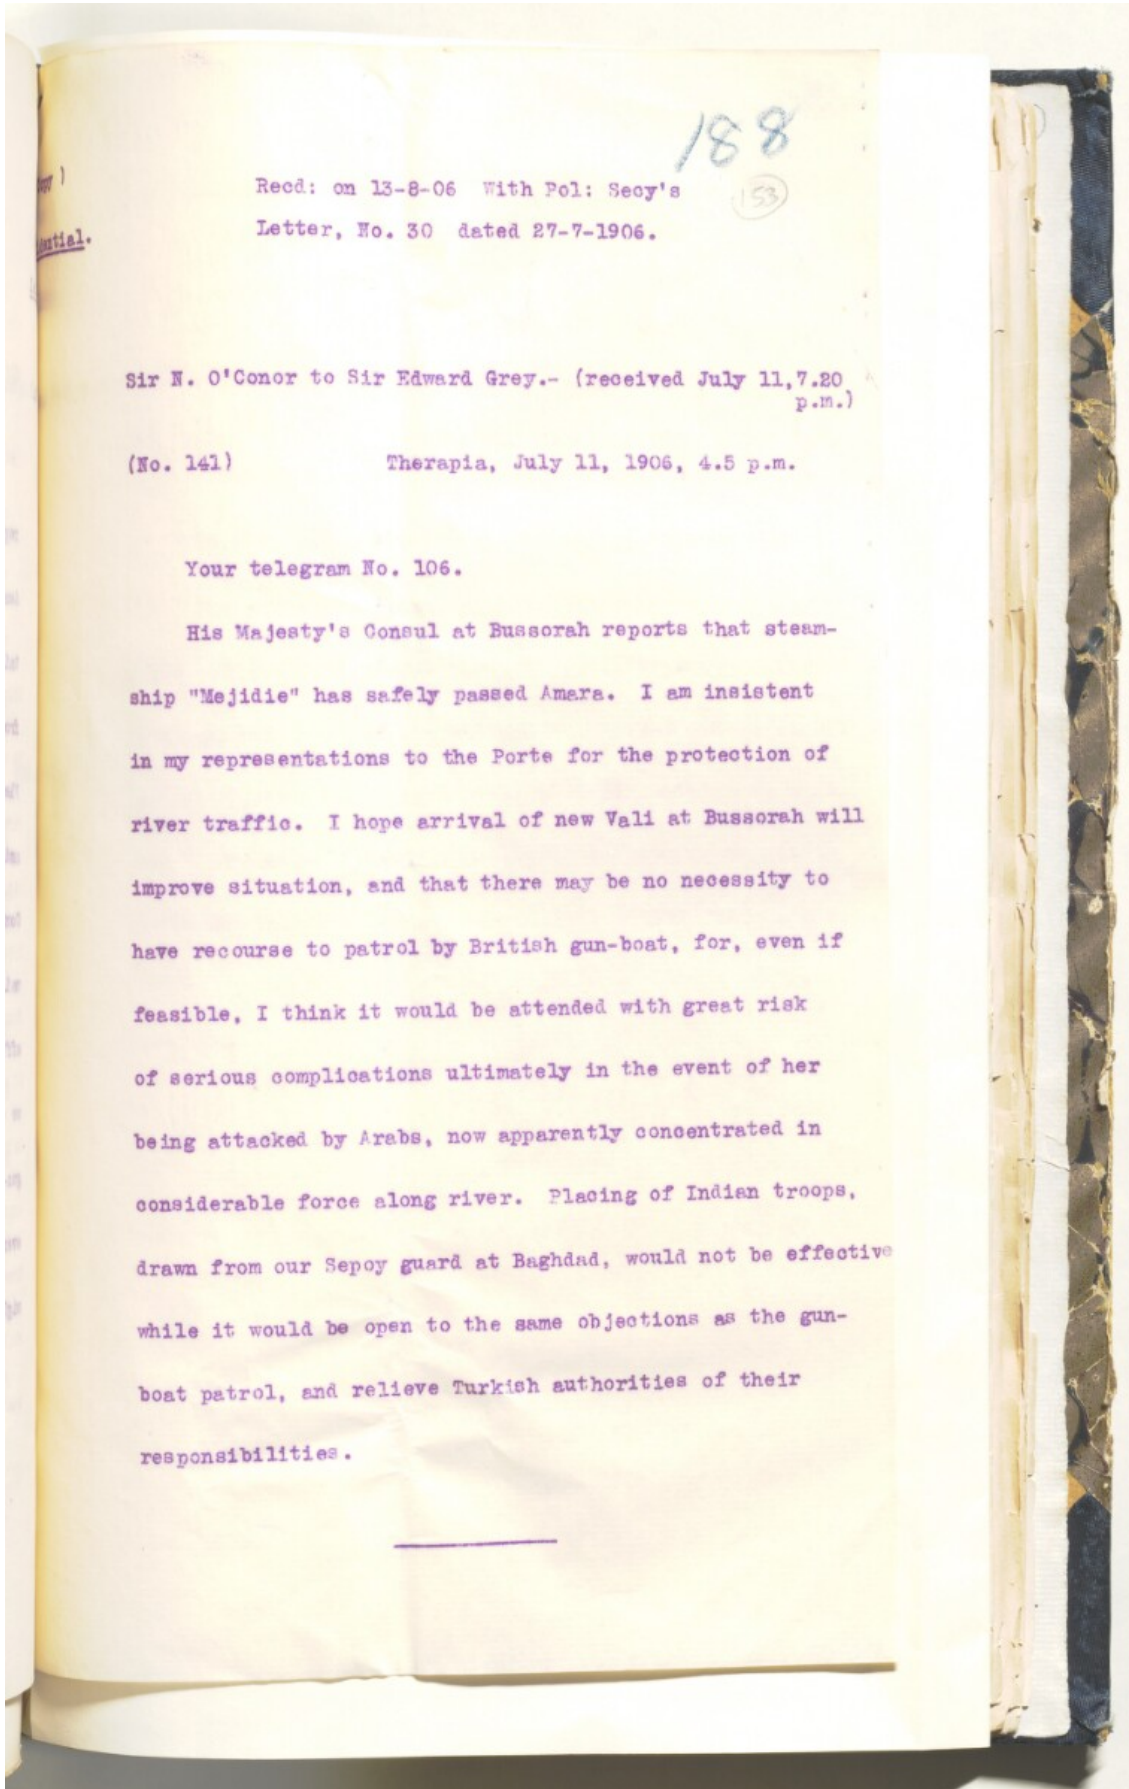 188
153
Recd: on 13-8-06 With Pol: Secy's
Letter, No. 30 dated 27-7-1906.
Sir N. O'Conor to Sir Edward Grey.- (received July 11,7.20
p.m.)
(No. 141) Therapia, July 11, 1906, 4.5 p.m.
Your telegram No. 106.
His Majesty's Consul at Bussorah reports that steam-
ship "Mejidie" has safely passed Amara. I am insistent
in my representations to the Porte for the protection of
river traffic. I hope arrival of new Vali at Bussorah will
improve situation, and that there may be no necessity to
have recourse to patrol by British gun-boat, for, even if
feasible, I think it would be attended with great risk
of serious complications ultimately in the event of her
being attacked by Arabs, now apparently concentrated in
considerable force along river. Placing of Indian troops,
drawn from our Sepoy guard at Baghdad, would not be effective
while it would be open to the same objections as the gun-
boat patrol, and relieve Turkish authorities of their
responsibilities.